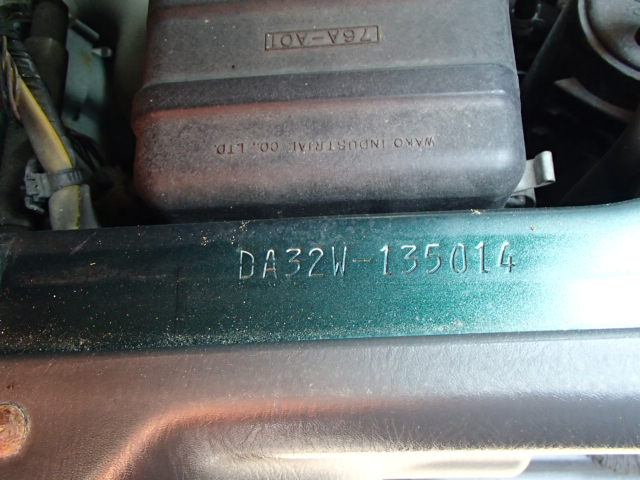 76A-A01
WAKO INDUSTRIAL CO., LTD.
DA32W-135014